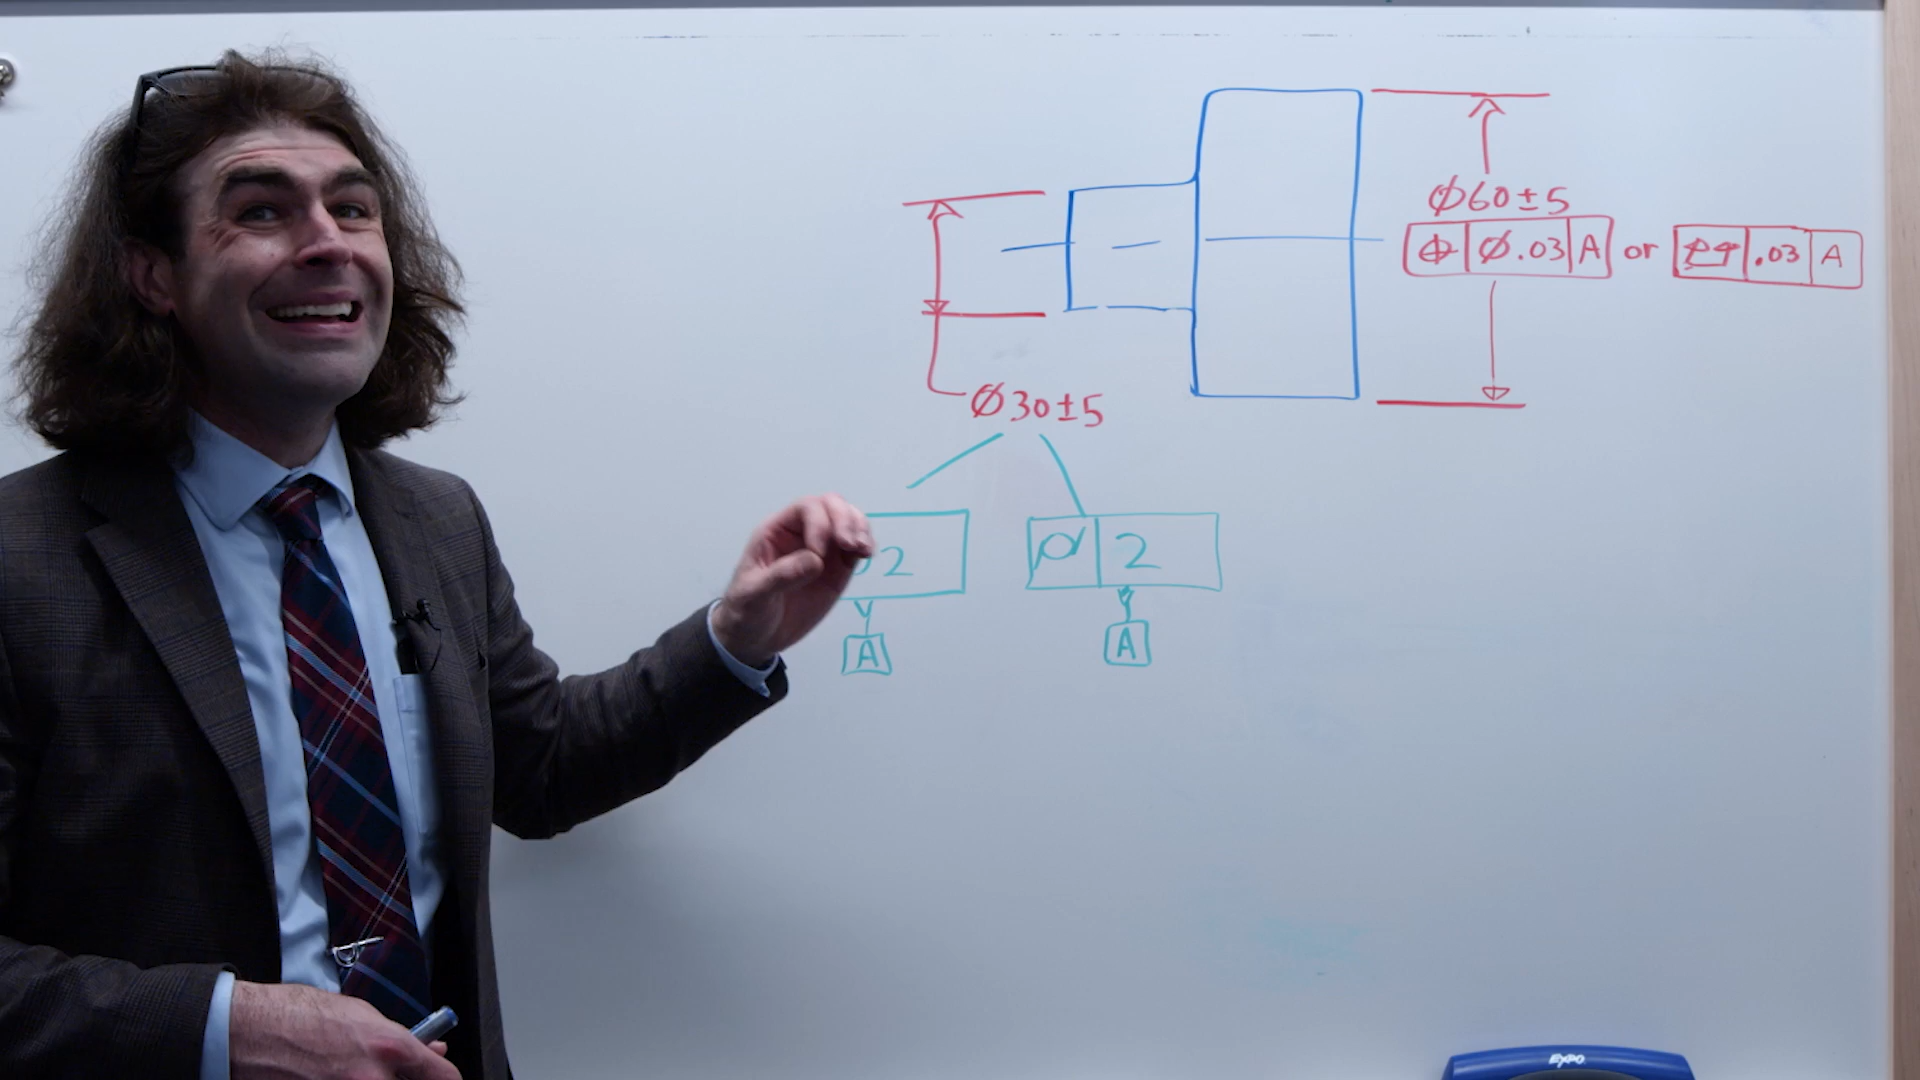 Ø60±5
⌖ Ø.03 A or ⌰ .03 A
Ø30±5
2
⌭ 2
A
A
EXPO